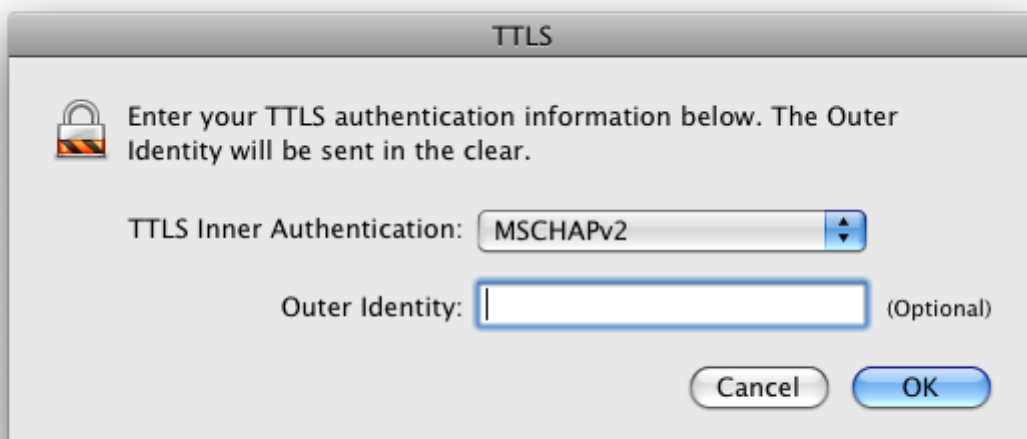 TTLS
Enter your TTLS authentication information below. The Outer
Identity will be sent in the clear.
TTLS Inner Authentication: MSCHAPv2
Outer Identity: (Optional)
Cancel OK